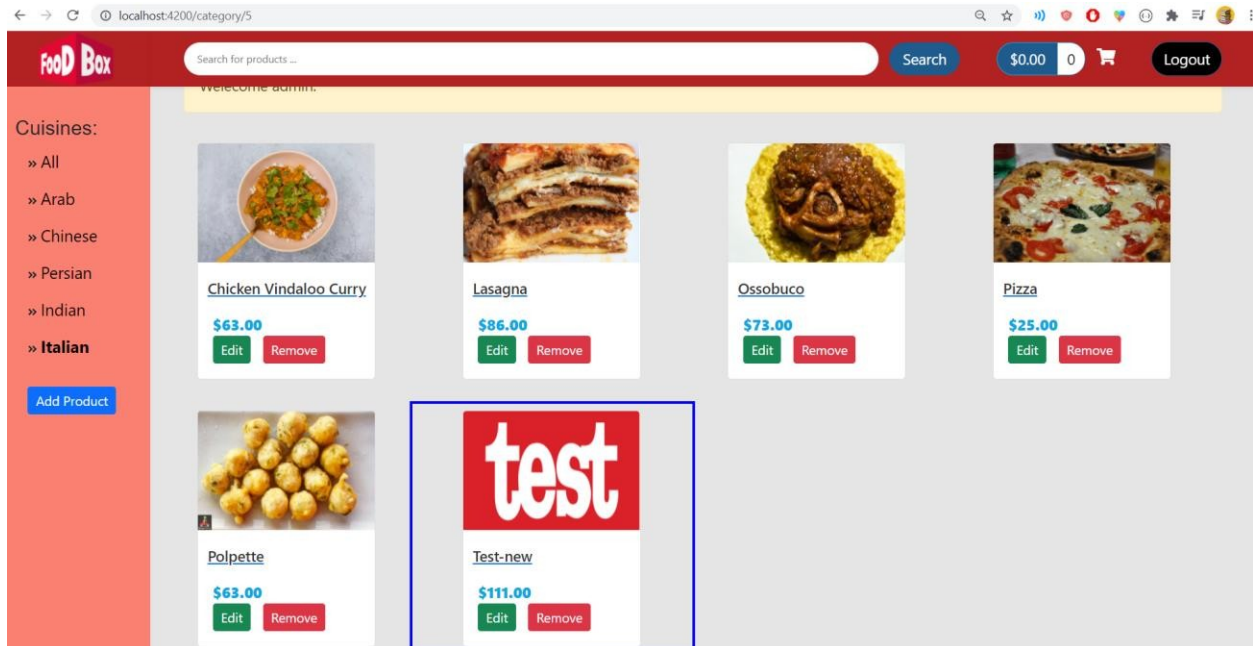 localhost:4200/category/5
FooD Box
Search for products ...
Search
$0.00 0
Logout
Welecome admin.
Cuisines:
» All
» Arab
» Chinese
» Persian
» Indian
» Italian
Add Product
Chicken Vindaloo Curry
$63.00
Edit Remove
Lasagna
$86.00
Edit Remove
Ossobuco
$73.00
Edit Remove
Pizza
$25.00
Edit Remove
Polpette
$63.00
Edit Remove
test
Test-new
$111.00
Edit Remove